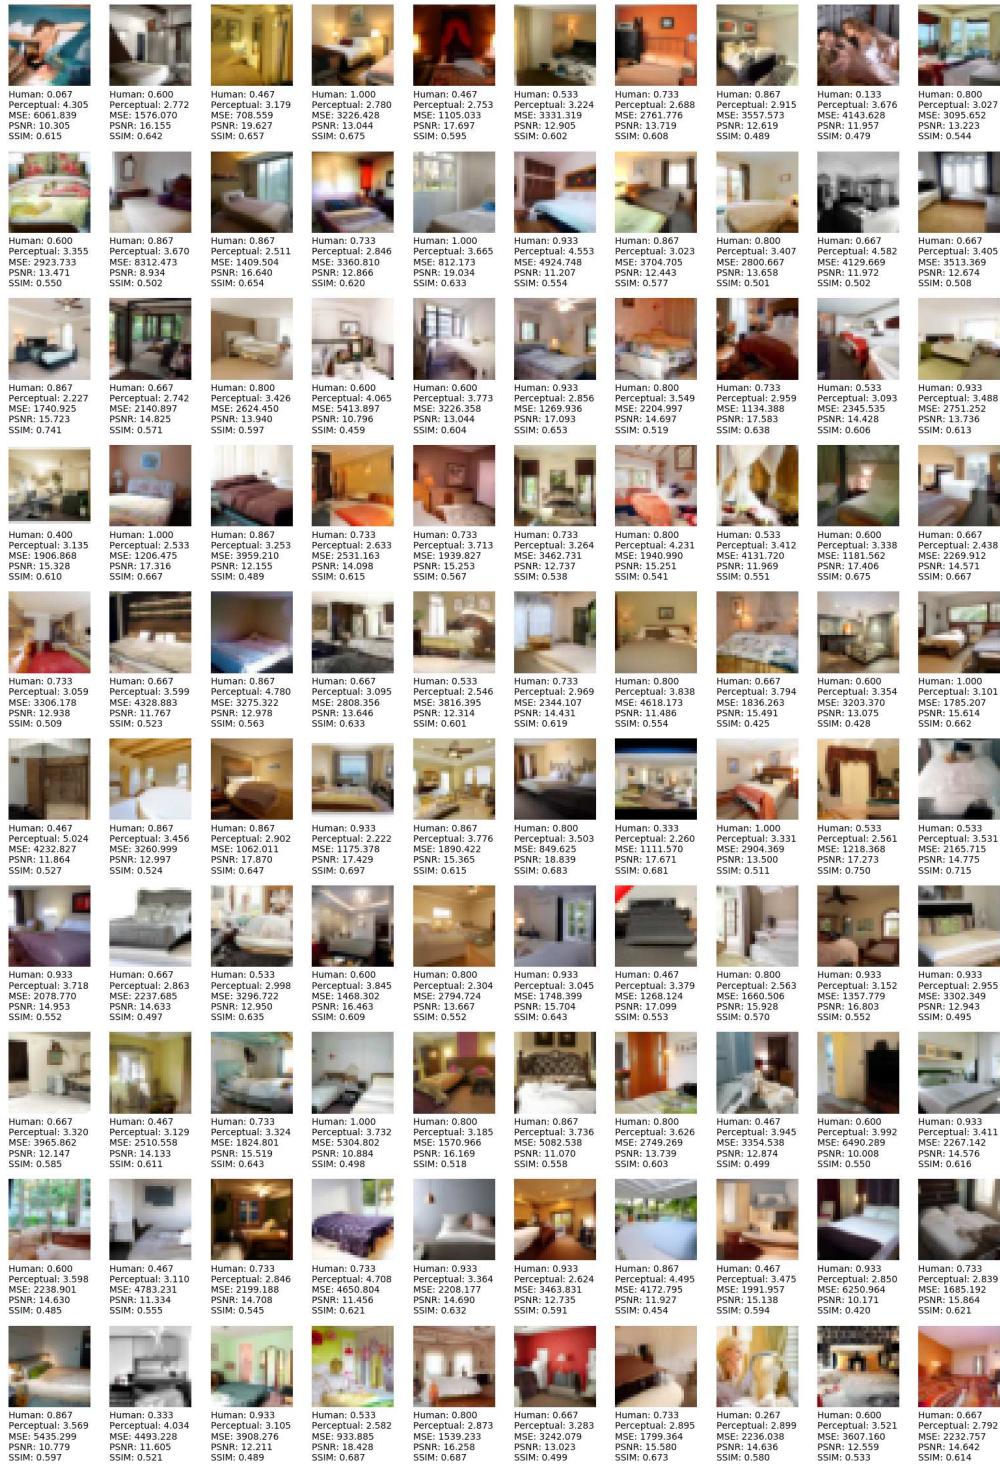 Human: 0.067 Human: 0.600 Human: 0.467 Human: 1.000 Human: 0.467 Human: 0.533 Human: 0.733 Human: 0.867 Human: 0.133 Human: 0.800
Perceptual: 4.305 Perceptual: 2.772 Perceptual: 3.179 Perceptual: 2.780 Perceptual: 2.753 Perceptual: 3.224 Perceptual: 2.688 Perceptual: 2.915 Perceptual: 3.676 Perceptual: 3.027
MSE: 6061.839 MSE: 1576.070 MSE: 708.559 MSE: 3226.428 MSE: 1105.033 MSE: 3331.319 MSE: 2761.776 MSE: 3557.573 MSE: 4143.628 MSE: 3095.652
PSNR: 10.305 PSNR: 16.155 PSNR: 19.627 PSNR: 13.044 PSNR: 17.697 PSNR: 12.905 PSNR: 13.719 PSNR: 12.619 PSNR: 11.957 PSNR: 13.223
SSIM: 0.615 SSIM: 0.642 SSIM: 0.657 SSIM: 0.675 SSIM: 0.595 SSIM: 0.602 SSIM: 0.608 SSIM: 0.489 SSIM: 0.479 SSIM: 0.544
Human: 0.600 Human: 0.867 Human: 0.867 Human: 0.733 Human: 1.000 Human: 0.933 Human: 0.867 Human: 0.800 Human: 0.667 Human: 0.667
Perceptual: 3.355 Perceptual: 3.670 Perceptual: 2.511 Perceptual: 2.846 Perceptual: 3.665 Perceptual: 4.553 Perceptual: 3.023 Perceptual: 3.407 Perceptual: 4.582 Perceptual: 3.405
MSE: 2923.733 MSE: 8312.473 MSE: 1409.504 MSE: 3360.810 MSE: 812.173 MSE: 4924.748 MSE: 3704.705 MSE: 2800.667 MSE: 4129.669 MSE: 3513.369
PSNR: 13.471 PSNR: 8.934 PSNR: 16.640 PSNR: 12.866 PSNR: 19.034 PSNR: 11.207 PSNR: 12.443 PSNR: 13.658 PSNR: 11.972 PSNR: 12.674
SSIM: 0.550 SSIM: 0.502 SSIM: 0.654 SSIM: 0.620 SSIM: 0.633 SSIM: 0.554 SSIM: 0.577 SSIM: 0.501 SSIM: 0.502 SSIM: 0.508
Human: 0.867 Human: 0.667 Human: 0.800 Human: 0.600 Human: 0.600 Human: 0.933 Human: 0.800 Human: 0.733 Human: 0.533 Human: 0.933
Perceptual: 2.227 Perceptual: 2.742 Perceptual: 3.426 Perceptual: 4.065 Perceptual: 3.773 Perceptual: 2.856 Perceptual: 3.549 Perceptual: 2.959 Perceptual: 3.093 Perceptual: 3.488
MSE: 1740.925 MSE: 2140.897 MSE: 2624.450 MSE: 5413.897 MSE: 3226.358 MSE: 1269.936 MSE: 2204.997 MSE: 1134.388 MSE: 2345.535 MSE: 2751.252
PSNR: 15.723 PSNR: 14.825 PSNR: 13.940 PSNR: 10.796 PSNR: 13.044 PSNR: 17.093 PSNR: 14.697 PSNR: 17.583 PSNR: 14.428 PSNR: 13.736
SSIM: 0.741 SSIM: 0.571 SSIM: 0.597 SSIM: 0.459 SSIM: 0.604 SSIM: 0.653 SSIM: 0.519 SSIM: 0.638 SSIM: 0.606 SSIM: 0.613
Human: 0.400 Human: 1.000 Human: 0.867 Human: 0.733 Human: 0.733 Human: 0.733 Human: 0.800 Human: 0.533 Human: 0.600 Human: 0.667
Perceptual: 3.135 Perceptual: 2.533 Perceptual: 3.253 Perceptual: 2.633 Perceptual: 3.713 Perceptual: 3.264 Perceptual: 4.231 Perceptual: 3.412 Perceptual: 3.338 Perceptual: 2.438
MSE: 1906.868 MSE: 1206.475 MSE: 3959.210 MSE: 2531.163 MSE: 1939.827 MSE: 3462.731 MSE: 1940.990 MSE: 4131.720 MSE: 1181.562 MSE: 2269.912
PSNR: 15.328 PSNR: 17.316 PSNR: 12.155 PSNR: 14.098 PSNR: 15.253 PSNR: 12.737 PSNR: 15.251 PSNR: 11.969 PSNR: 17.406 PSNR: 14.571
SSIM: 0.610 SSIM: 0.667 SSIM: 0.489 SSIM: 0.615 SSIM: 0.567 SSIM: 0.538 SSIM: 0.541 SSIM: 0.551 SSIM: 0.675 SSIM: 0.667
Human: 0.733 Human: 0.667 Human: 0.867 Human: 0.667 Human: 0.533 Human: 0.733 Human: 0.800 Human: 0.667 Human: 0.600 Human: 1.000
Perceptual: 3.059 Perceptual: 3.599 Perceptual: 4.780 Perceptual: 3.095 Perceptual: 2.546 Perceptual: 2.969 Perceptual: 3.838 Perceptual: 3.794 Perceptual: 3.354 Perceptual: 3.101
MSE: 3306.178 MSE: 4328.883 MSE: 3275.322 MSE: 2808.356 MSE: 3816.395 MSE: 2344.107 MSE: 4618.173 MSE: 1836.263 MSE: 3203.370 MSE: 1785.207
PSNR: 12.938 PSNR: 11.767 PSNR: 12.978 PSNR: 13.646 PSNR: 12.314 PSNR: 14.431 PSNR: 11.486 PSNR: 15.491 PSNR: 13.075 PSNR: 15.614
SSIM: 0.509 SSIM: 0.523 SSIM: 0.563 SSIM: 0.633 SSIM: 0.601 SSIM: 0.619 SSIM: 0.554 SSIM: 0.425 SSIM: 0.428 SSIM: 0.662
Human: 0.467 Human: 0.867 Human: 0.867 Human: 0.933 Human: 0.867 Human: 0.800 Human: 0.333 Human: 1.000 Human: 0.533 Human: 0.533
Perceptual: 5.024 Perceptual: 3.456 Perceptual: 2.902 Perceptual: 2.222 Perceptual: 3.776 Perceptual: 3.503 Perceptual: 2.260 Perceptual: 3.331 Perceptual: 2.561 Perceptual: 3.531
MSE: 4232.827 MSE: 3260.999 MSE: 1062.011 MSE: 1175.378 MSE: 1890.422 MSE: 849.625 MSE: 1111.570 MSE: 2904.369 MSE: 1218.368 MSE: 2165.715
PSNR: 11.864 PSNR: 12.997 PSNR: 17.870 PSNR: 17.429 PSNR: 15.365 PSNR: 18.839 PSNR: 17.671 PSNR: 13.500 PSNR: 17.273 PSNR: 14.775
SSIM: 0.527 SSIM: 0.524 SSIM: 0.647 SSIM: 0.697 SSIM: 0.615 SSIM: 0.683 SSIM: 0.681 SSIM: 0.511 SSIM: 0.750 SSIM: 0.715
Human: 0.933 Human: 0.667 Human: 0.533 Human: 0.600 Human: 0.800 Human: 0.933 Human: 0.467 Human: 0.800 Human: 0.933 Human: 0.933
Perceptual: 3.718 Perceptual: 2.863 Perceptual: 2.998 Perceptual: 3.845 Perceptual: 2.304 Perceptual: 3.045 Perceptual: 3.379 Perceptual: 2.563 Perceptual: 3.152 Perceptual: 2.955
MSE: 2078.770 MSE: 2237.685 MSE: 3296.722 MSE: 1468.302 MSE: 2794.724 MSE: 1748.399 MSE: 1268.124 MSE: 1660.506 MSE: 1357.779 MSE: 3302.349
PSNR: 14.953 PSNR: 14.633 PSNR: 12.950 PSNR: 16.463 PSNR: 13.667 PSNR: 15.704 PSNR: 17.099 PSNR: 15.928 PSNR: 16.803 PSNR: 12.943
SSIM: 0.552 SSIM: 0.497 SSIM: 0.635 SSIM: 0.609 SSIM: 0.552 SSIM: 0.643 SSIM: 0.553 SSIM: 0.570 SSIM: 0.552 SSIM: 0.495
Human: 0.667 Human: 0.467 Human: 0.733 Human: 1.000 Human: 0.800 Human: 0.867 Human: 0.800 Human: 0.467 Human: 0.600 Human: 0.933
Perceptual: 3.320 Perceptual: 3.129 Perceptual: 3.324 Perceptual: 3.732 Perceptual: 3.185 Perceptual: 3.736 Perceptual: 3.626 Perceptual: 3.945 Perceptual: 3.992 Perceptual: 3.411
MSE: 3965.862 MSE: 2510.558 MSE: 1824.801 MSE: 5304.802 MSE: 1570.966 MSE: 5082.538 MSE: 2749.269 MSE: 3354.538 MSE: 6490.289 MSE: 2267.142
PSNR: 12.147 PSNR: 14.133 PSNR: 15.519 PSNR: 10.884 PSNR: 16.169 PSNR: 11.070 PSNR: 13.739 PSNR: 12.874 PSNR: 10.008 PSNR: 14.576
SSIM: 0.585 SSIM: 0.611 SSIM: 0.643 SSIM: 0.498 SSIM: 0.518 SSIM: 0.558 SSIM: 0.603 SSIM: 0.499 SSIM: 0.550 SSIM: 0.616
Human: 0.600 Human: 0.467 Human: 0.733 Human: 0.733 Human: 0.933 Human: 0.933 Human: 0.867 Human: 0.467 Human: 0.933 Human: 0.733
Perceptual: 3.598 Perceptual: 3.110 Perceptual: 2.846 Perceptual: 4.708 Perceptual: 3.364 Perceptual: 2.624 Perceptual: 4.495 Perceptual: 3.475 Perceptual: 2.850 Perceptual: 2.839
MSE: 2238.901 MSE: 4783.231 MSE: 2199.188 MSE: 4650.804 MSE: 2208.177 MSE: 3463.831 MSE: 4172.795 MSE: 1991.957 MSE: 6250.964 MSE: 1685.192
PSNR: 14.630 PSNR: 11.334 PSNR: 14.708 PSNR: 11.456 PSNR: 14.690 PSNR: 12.735 PSNR: 11.927 PSNR: 15.138 PSNR: 10.171 PSNR: 15.864
SSIM: 0.485 SSIM: 0.555 SSIM: 0.545 SSIM: 0.621 SSIM: 0.632 SSIM: 0.591 SSIM: 0.454 SSIM: 0.594 SSIM: 0.420 SSIM: 0.621
Human: 0.867 Human: 0.333 Human: 0.933 Human: 0.533 Human: 0.800 Human: 0.667 Human: 0.733 Human: 0.267 Human: 0.600 Human: 0.667
Perceptual: 3.569 Perceptual: 4.034 Perceptual: 3.105 Perceptual: 2.582 Perceptual: 2.873 Perceptual: 3.283 Perceptual: 2.895 Perceptual: 2.899 Perceptual: 3.521 Perceptual: 2.792
MSE: 5435.299 MSE: 4493.228 MSE: 3908.276 MSE: 933.885 MSE: 1539.233 MSE: 3242.079 MSE: 1799.364 MSE: 2236.038 MSE: 3607.160 MSE: 2232.757
PSNR: 10.779 PSNR: 11.605 PSNR: 12.211 PSNR: 18.428 PSNR: 16.258 PSNR: 13.023 PSNR: 15.580 PSNR: 14.636 PSNR: 12.559 PSNR: 14.642
SSIM: 0.597 SSIM: 0.521 SSIM: 0.489 SSIM: 0.687 SSIM: 0.687 SSIM: 0.499 SSIM: 0.673 SSIM: 0.580 SSIM: 0.533 SSIM: 0.614